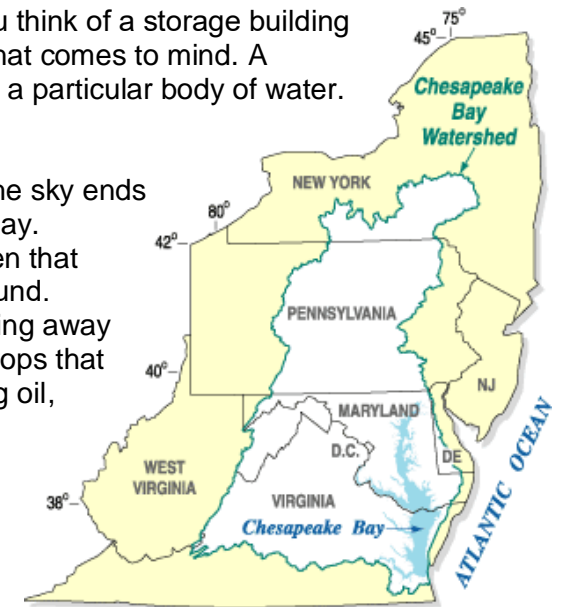 u think of a storage building
hat comes to mind. A
a particular body of water.
he sky ends
ay.
en that
und.
ing away
ops that
g oil,
75°
45°
Chesapeake
Bay
Watershed
NEW YORK
80°
42°
PENNSYLVANIA
40°
NJ
MARYLAND
D.C.
DE
WEST
VIRGINIA
38°
VIRGINIA
Chesapeake Bay
ATLANTIC OCEAN